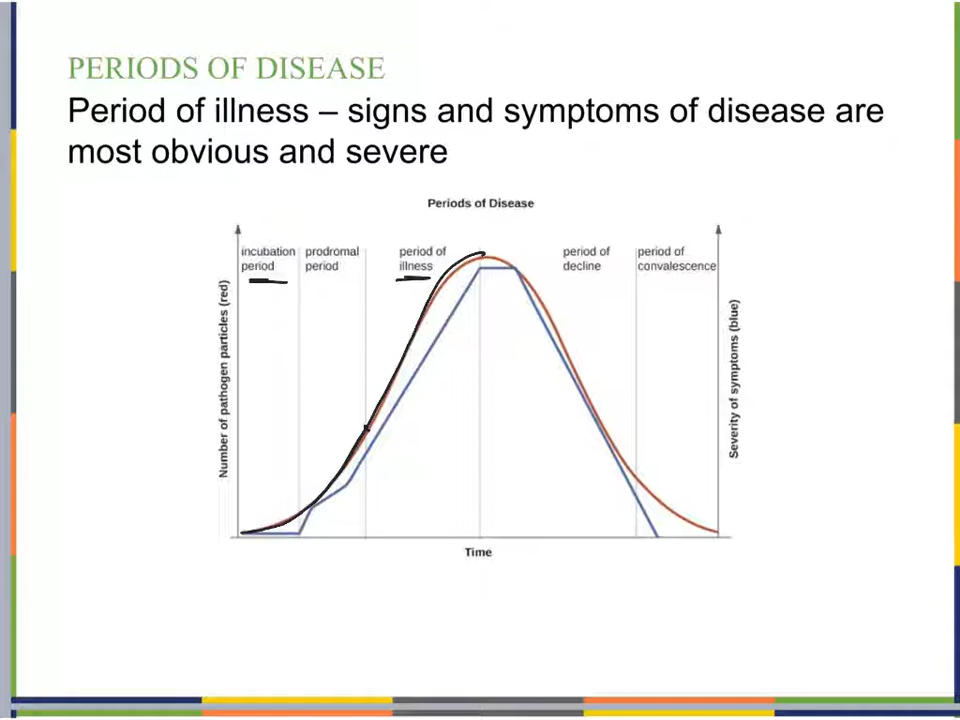 PERIODS OF DISEASE
Period of illness – signs and symptoms of disease are
most obvious and severe
Periods of Disease
incubation
period
prodromal
period
period of
illness
period of
decline
period of
convalescence
Number of pathogen particles (red)
Severity of symptoms (blue)
Time